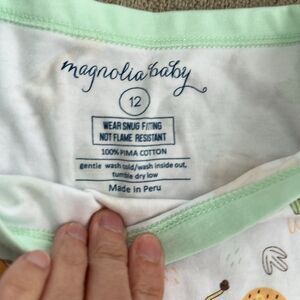 magnolia baby
12
WEAR SNUG FITTING
NOT FLAME RESISTANT
100% PIMA COTTON
gentle wash cold/wash inside out,
tumble dry low
Made in Peru